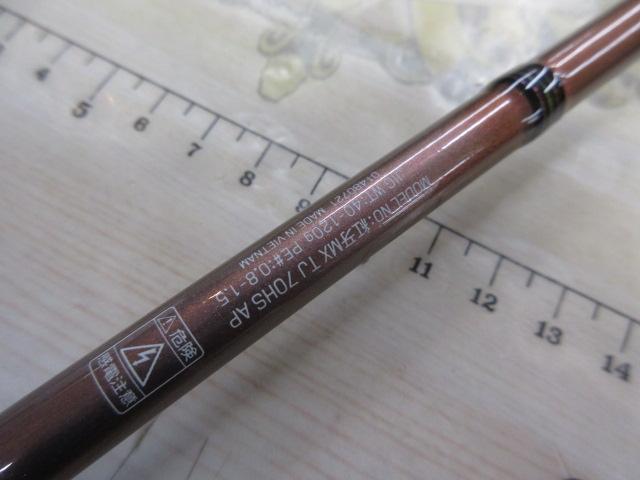 MODEL NO:紅牙MX TJ 70HS AP
JIG WT:40-120g PE#:0.8-1.5
MADE IN VIETNAM
危険
感電注意
4 5 6 7 8 9 11 12 13 14